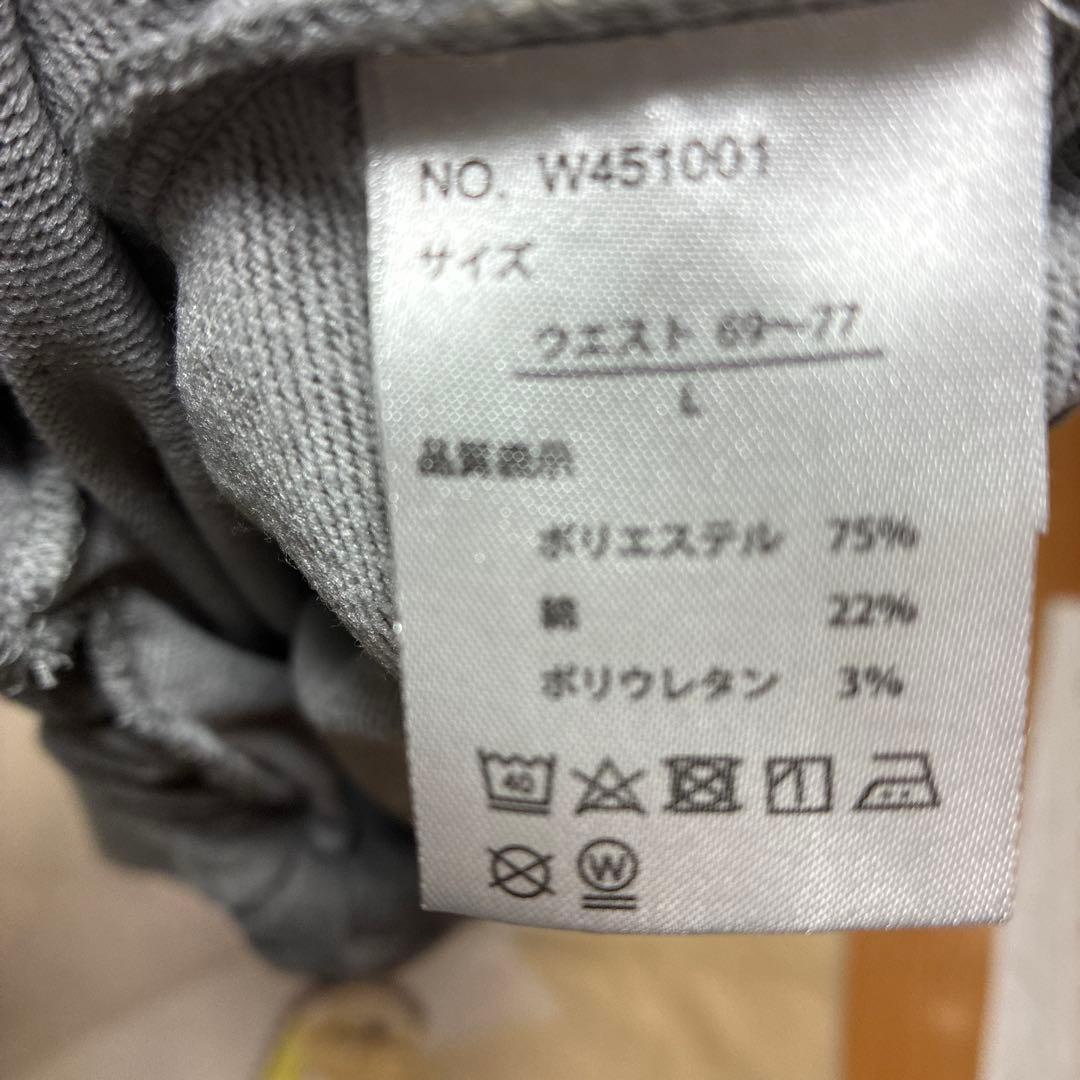 NO. W451001
サイズ
ウエスト 69〜77
L
品質表示
ポリエステル 75%
綿 22%
ポリウレタン 3%
40
W